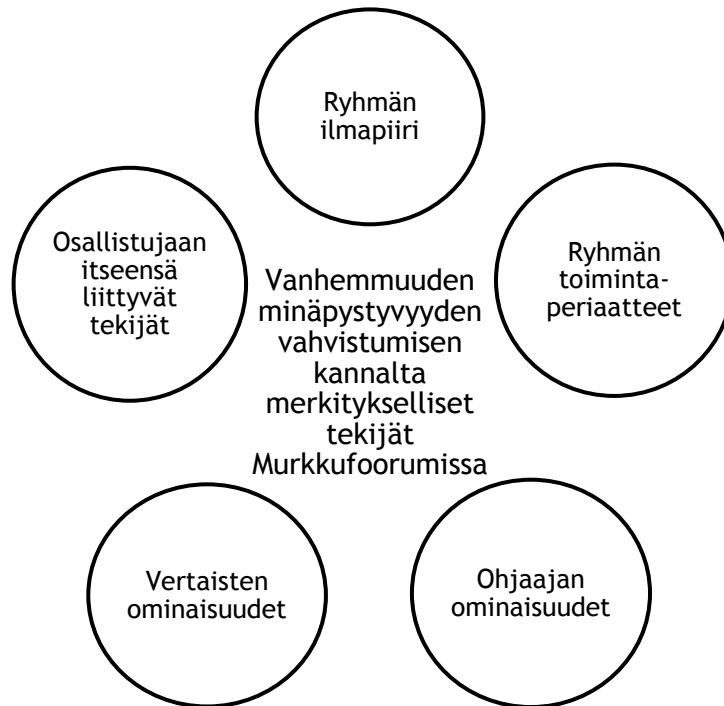 Ryhmän
ilmapiiri
Osallistujaan
itseensä
liittyvät
tekijät
Ryhmän
toiminta-
periaatteet
Vanhemmuuden
minäpystyvyyden
vahvistumisen
kannalta
merkitykselliset
tekijät
Murkkufoorumissa
Vertaisten
ominaisuudet
Ohjaajan
ominaisuudet